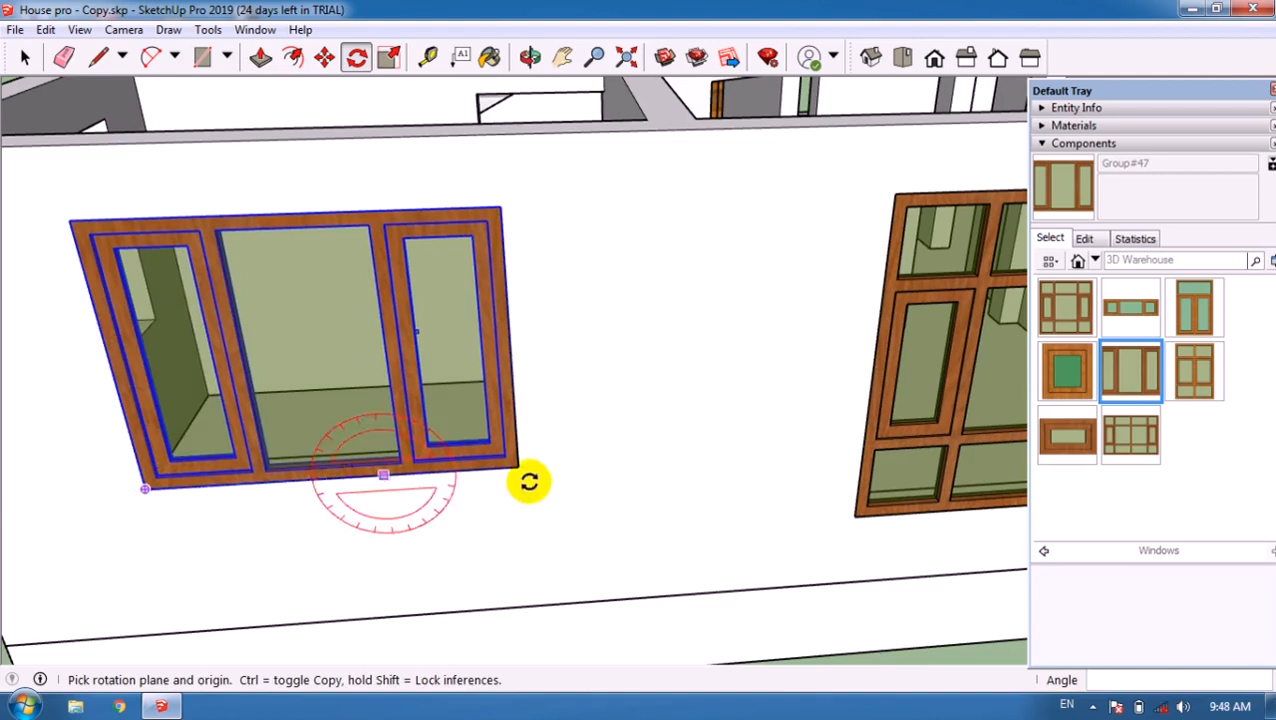 House pro - Copy.skp - SketchUp Pro 2019 (24 days left in TRIAL)
File Edit View Camera Draw Tools Window Help
A1
Default Tray
Entity Info
Materials
Components
Group#47
Select Edit Statistics
3D Warehouse
Windows
Pick rotation plane and origin. Ctrl = toggle Copy, hold Shift = Lock inferences.
Angle
EN 9:48 AM